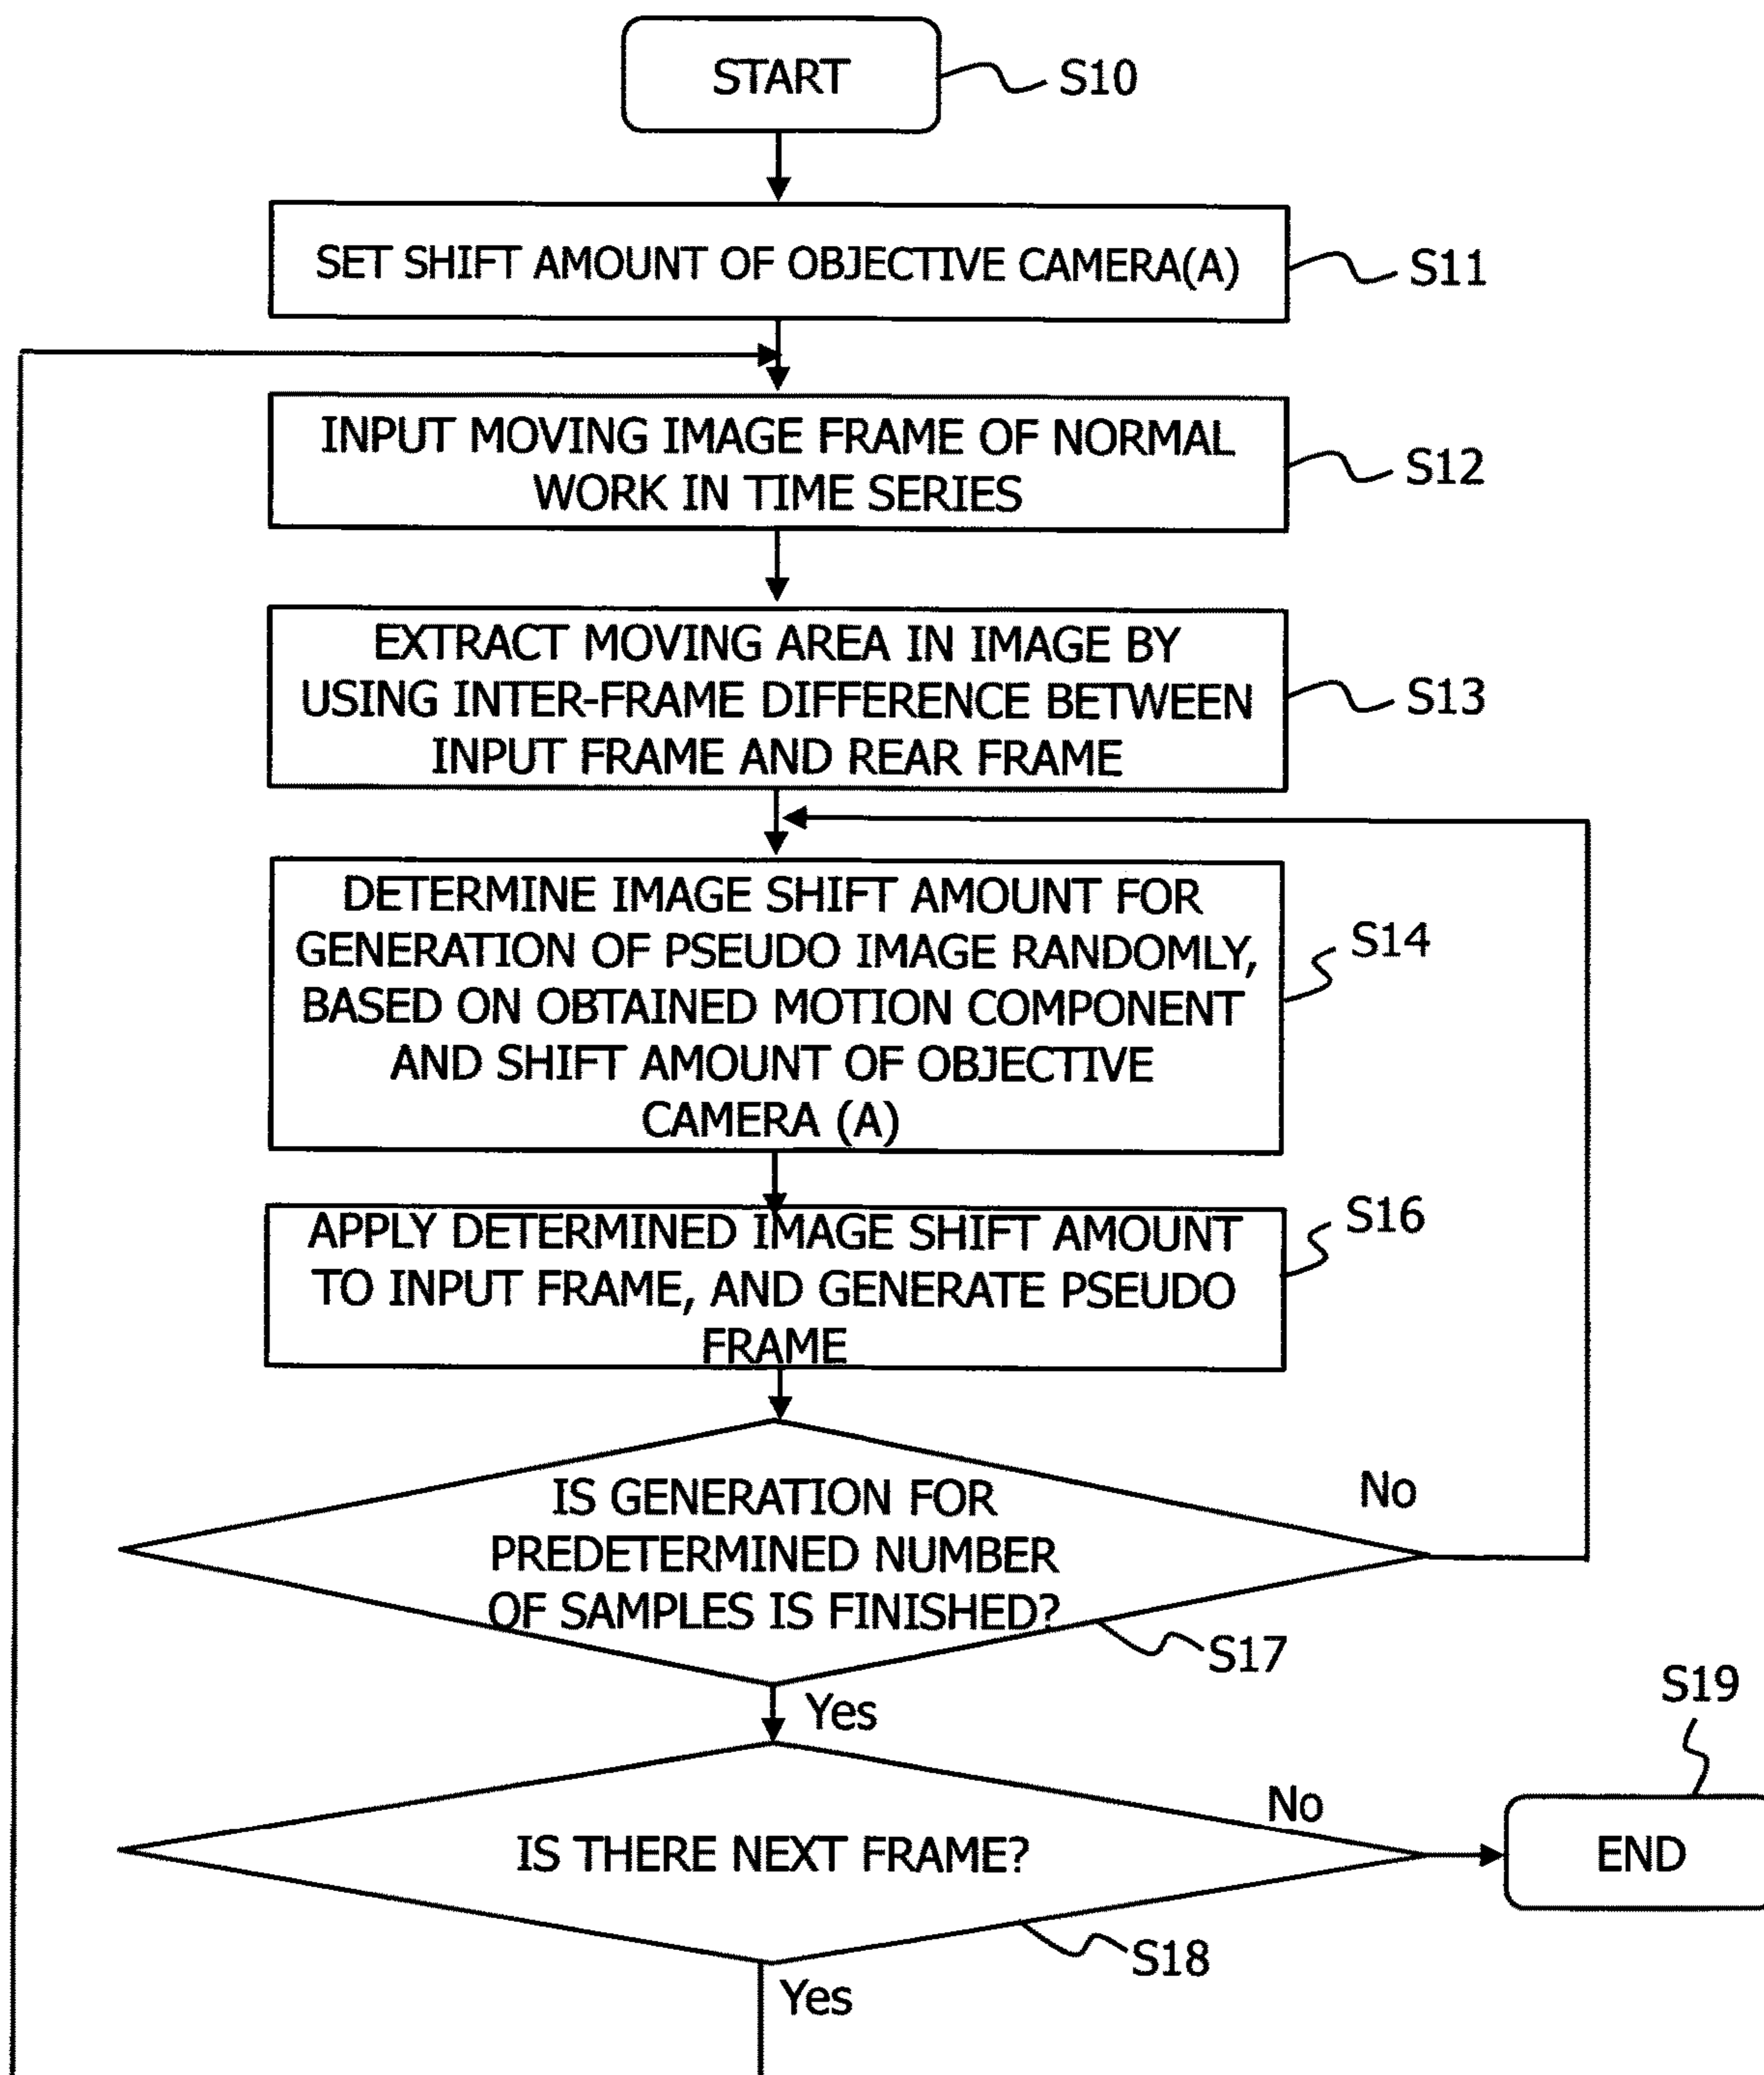 START
S10
SET SHIFT AMOUNT OF OBJECTIVE CAMERA(A)
S11
INPUT MOVING IMAGE FRAME OF NORMAL
WORK IN TIME SERIES
S12
EXTRACT MOVING AREA IN IMAGE BY
USING INTER-FRAME DIFFERENCE BETWEEN
INPUT FRAME AND REAR FRAME
S13
DETERMINE IMAGE SHIFT AMOUNT FOR
GENERATION OF PSEUDO IMAGE RANDOMLY,
BASED ON OBTAINED MOTION COMPONENT
AND SHIFT AMOUNT OF OBJECTIVE
CAMERA (A)
S14
APPLY DETERMINED IMAGE SHIFT AMOUNT
TO INPUT FRAME, AND GENERATE PSEUDO
FRAME
S16
IS GENERATION FOR
PREDETERMINED NUMBER
OF SAMPLES IS FINISHED?
No
S17
Yes
IS THERE NEXT FRAME?
No
S18
Yes
END
S19